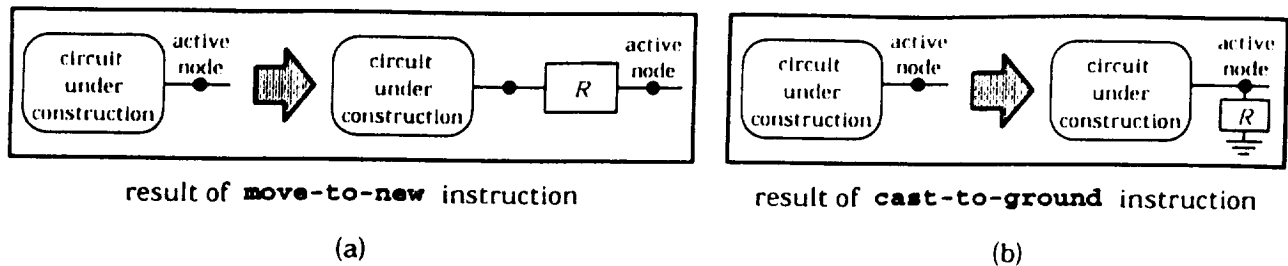 circuit
under
construction
active
node
circuit
under
construction
R
active
node
result of move-to-new instruction
(a)
circuit
under
construction
active
node
circuit
under
construction
active
node
R
result of cast-to-ground instruction
(b)